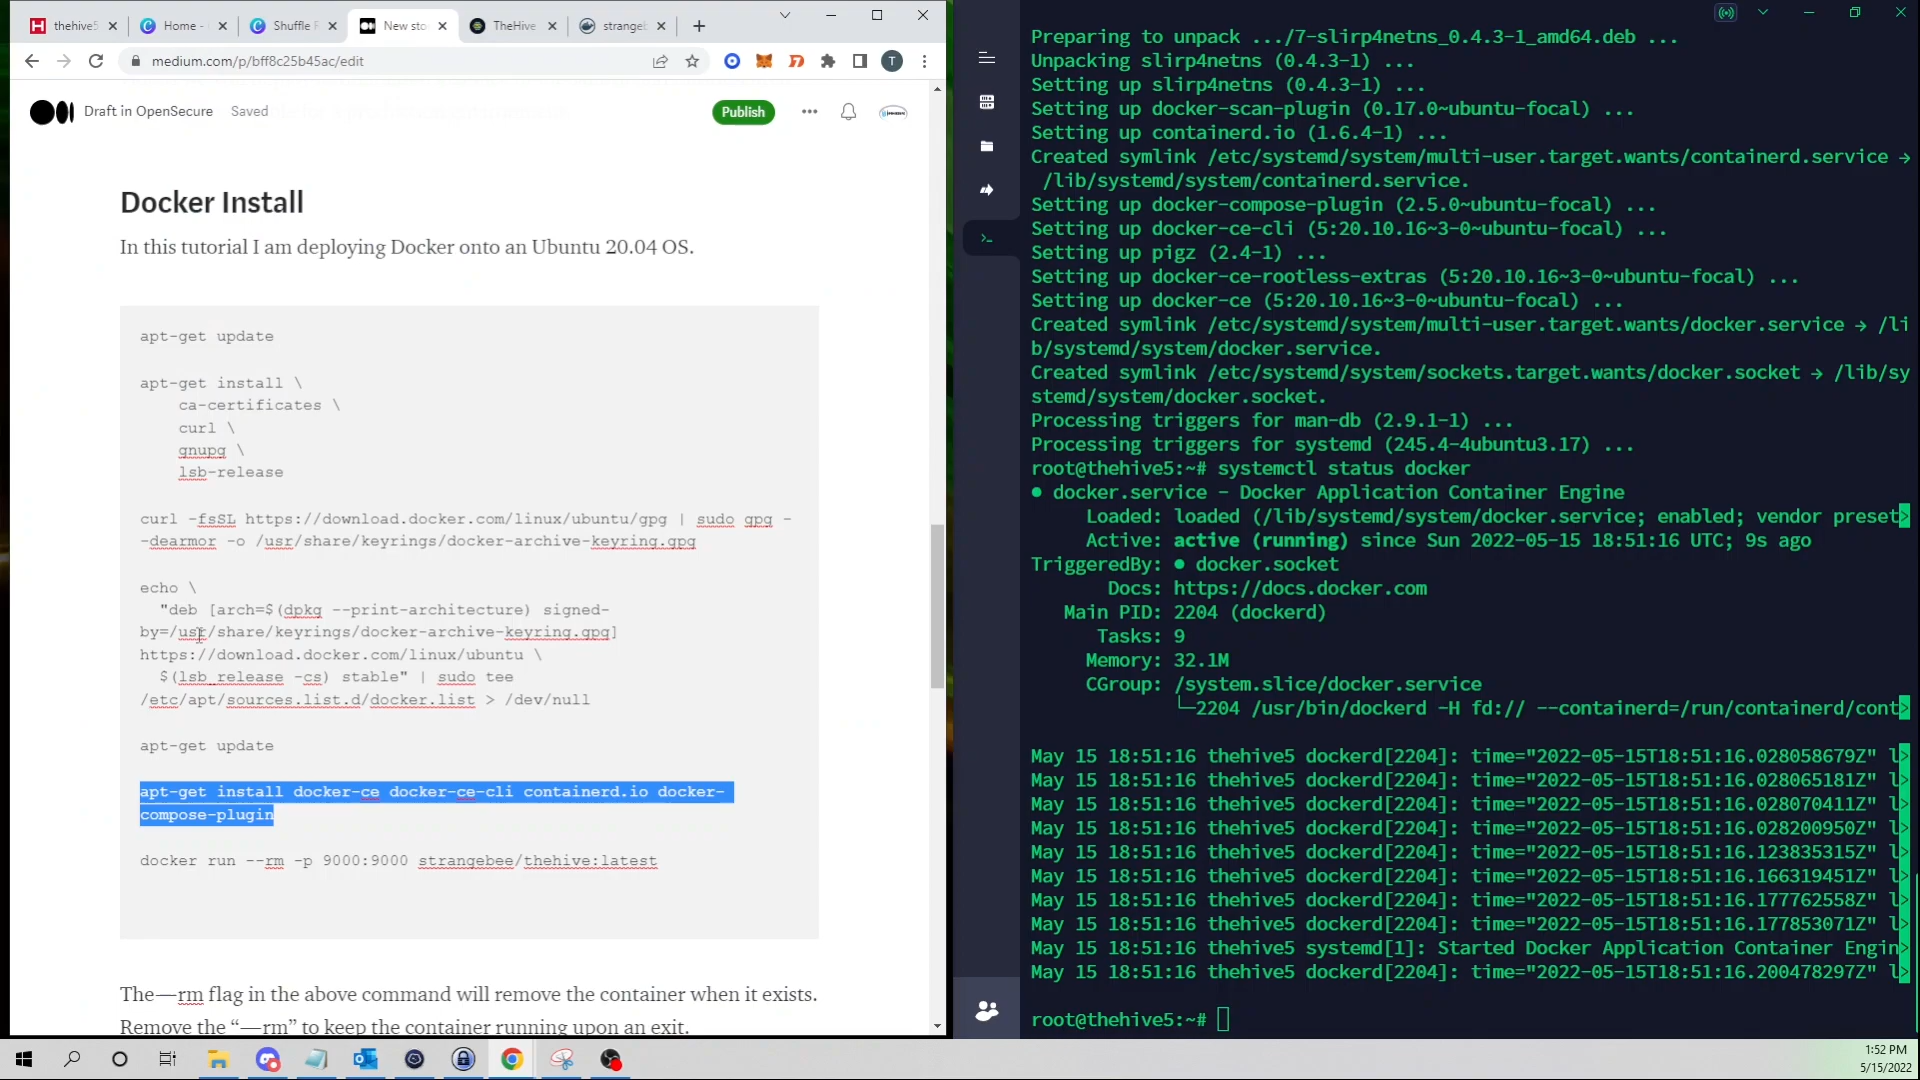 thehive5
Home -
Shuffle F
New sto
TheHive
strangeb
medium.com/p/bff8c25b45ac/edit
T
Draft in OpenSecure
Saved
Publish
Docker Install
In this tutorial I am deploying Docker onto an Ubuntu 20.04 OS.
apt-get update
apt-get install \
ca-certificates \
curl \
gnupg \
lsb-release
curl -fsSL https://download.docker.com/linux/ubuntu/gpg | sudo gpg -
-dearmor -o /usr/share/keyrings/docker-archive-keyring.gpg
echo \
"deb [arch=$(dpkg --print-architecture) signed-
by=/usr/share/keyrings/docker-archive-keyring.gpg]
https://download.docker.com/linux/ubuntu \
$(lsb_release -cs) stable" | sudo tee
/etc/apt/sources.list.d/docker.list > /dev/null
apt-get update
apt-get install docker-ce docker-ce-cli containerd.io docker-
compose-plugin
docker run --rm -p 9000:9000 strangebee/thehive:latest
The—rm flag in the above command will remove the container when it exists.
Remove the “—rm” to keep the container running upon an exit.
Preparing to unpack .../7-slirp4netns_0.4.3-1_amd64.deb ...
Unpacking slirp4netns (0.4.3-1) ...
Setting up slirp4netns (0.4.3-1) ...
Setting up docker-scan-plugin (0.17.0~ubuntu-focal) ...
Setting up containerd.io (1.6.4-1) ...
Created symlink /etc/systemd/system/multi-user.target.wants/containerd.service →
/lib/systemd/system/containerd.service.
Setting up docker-compose-plugin (2.5.0~ubuntu-focal) ...
Setting up docker-ce-cli (5:20.10.16~3-0~ubuntu-focal) ...
Setting up pigz (2.4-1) ...
Setting up docker-ce-rootless-extras (5:20.10.16~3-0~ubuntu-focal) ...
Setting up docker-ce (5:20.10.16~3-0~ubuntu-focal) ...
Created symlink /etc/systemd/system/multi-user.target.wants/docker.service → /li
b/systemd/system/docker.service.
Created symlink /etc/systemd/system/sockets.target.wants/docker.socket → /lib/sy
stemd/system/docker.socket.
Processing triggers for man-db (2.9.1-1) ...
Processing triggers for systemd (245.4-4ubuntu3.17) ...
root@thehive5:~# systemctl status docker
● docker.service - Docker Application Container Engine
Loaded: loaded (/lib/systemd/system/docker.service; enabled; vendor preset>
Active: active (running) since Sun 2022-05-15 18:51:16 UTC; 9s ago
TriggeredBy: ● docker.socket
Docs: https://docs.docker.com
Main PID: 2204 (dockerd)
Tasks: 9
Memory: 32.1M
CGroup: /system.slice/docker.service
└─2204 /usr/bin/dockerd -H fd:// --containerd=/run/containerd/cont>
May 15 18:51:16 thehive5 dockerd[2204]: time="2022-05-15T18:51:16.028058679Z" l>
May 15 18:51:16 thehive5 dockerd[2204]: time="2022-05-15T18:51:16.028065181Z" l>
May 15 18:51:16 thehive5 dockerd[2204]: time="2022-05-15T18:51:16.028070411Z" l>
May 15 18:51:16 thehive5 dockerd[2204]: time="2022-05-15T18:51:16.028200950Z" l>
May 15 18:51:16 thehive5 dockerd[2204]: time="2022-05-15T18:51:16.123835315Z" l>
May 15 18:51:16 thehive5 dockerd[2204]: time="2022-05-15T18:51:16.166319451Z" l>
May 15 18:51:16 thehive5 dockerd[2204]: time="2022-05-15T18:51:16.177762558Z" l>
May 15 18:51:16 thehive5 dockerd[2204]: time="2022-05-15T18:51:16.177853071Z" l>
May 15 18:51:16 thehive5 systemd[1]: Started Docker Application Container Engin>
May 15 18:51:16 thehive5 dockerd[2204]: time="2022-05-15T18:51:16.200478297Z" l>
root@thehive5:~#
1:52 PM
5/15/2022